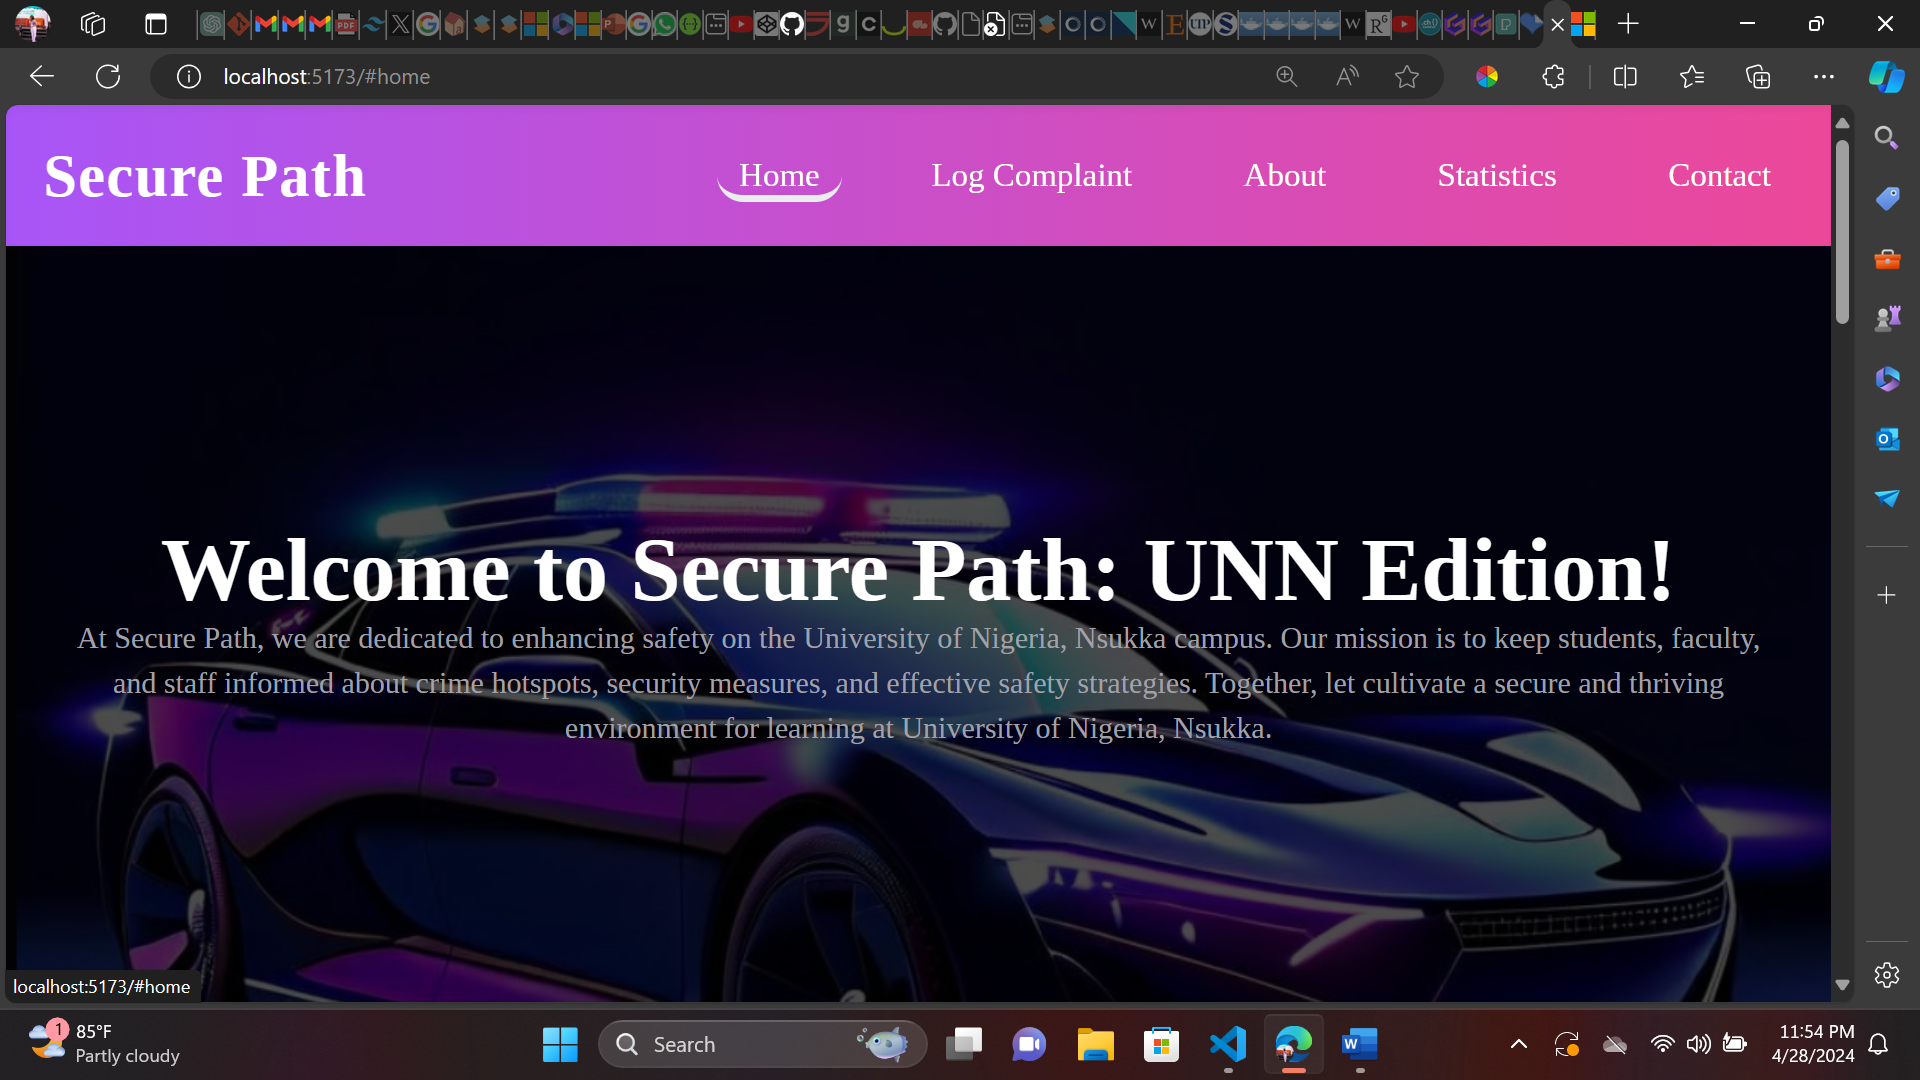 localhost:5173/#home
Secure Path
Home
Log Complaint
About
Statistics
Contact
Welcome to Secure Path: UNN Edition!
At Secure Path, we are dedicated to enhancing safety on the University of Nigeria, Nsukka campus. Our mission is to keep students, faculty,
and staff informed about crime hotspots, security measures, and effective safety strategies. Together, let cultivate a secure and thriving
environment for learning at University of Nigeria, Nsukka.
localhost:5173/#home
1
85°F
Partly cloudy
Search
11:54 PM
4/28/2024